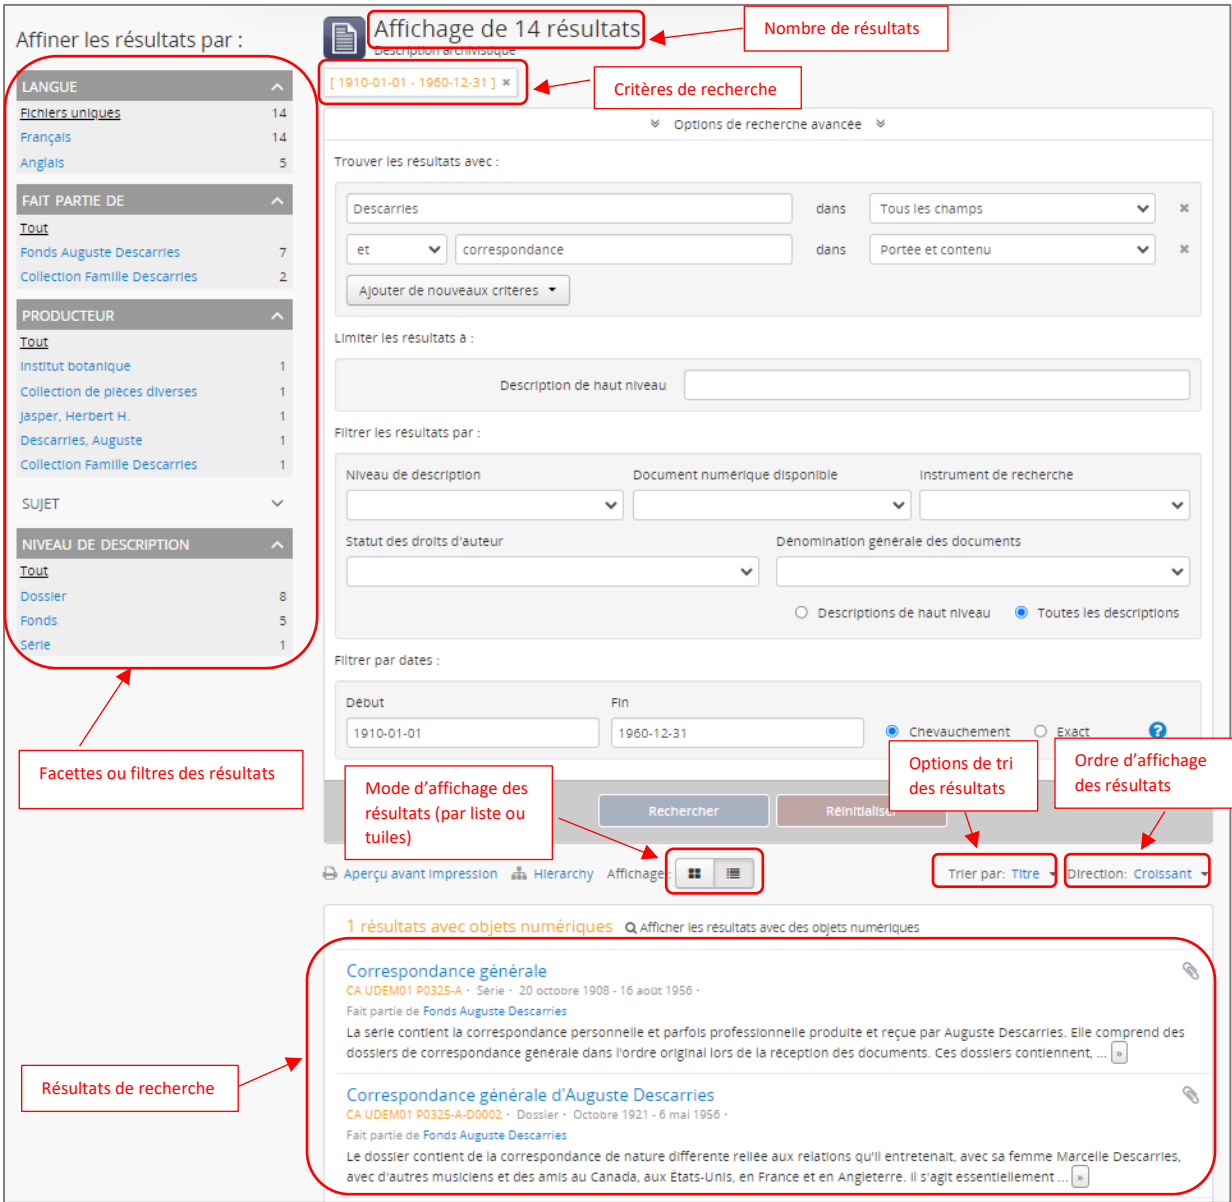 Affiner les résultats par :
LANGUE
Fichiers uniques 14
Français 14
Anglais 5
FAIT PARTIE DE
Tout
Fonds Auguste Descarries 7
Collection Famille Descarries 2
PRODUCTEUR
Tout
Institut botanique 1
Collection de pièces diverses 1
Jasper, Herbert H. 1
Descarries, Auguste 1
Collection Famille Descarries 1
SUJET
NIVEAU DE DESCRIPTION
Tout
Dossier 8
Fonds 5
Série 1
Facettes ou filtres des résultats
Affichage de 14 résultats
Description archivistique
Nombre de résultats
[ 1910-01-01 - 1960-12-31 ] ×
Critères de recherche
Options de recherche avancée
Trouver les résultats avec :
Descarries dans Tous les champs
et correspondance dans Portée et contenu
Ajouter de nouveaux critères
Limiter les résultats à :
Description de haut niveau
Filtrer les résultats par :
Niveau de description Document numérique disponible Instrument de recherche
Statut des droits d'auteur Dénomination générale des documents
Descriptions de haut niveau Toutes les descriptions
Filtrer par dates :
Début Fin
1910-01-01 1960-12-31 Chevauchement Exact ?
Mode d'affichage des
résultats (par liste ou
tuiles)
Options de tri
des résultats
Ordre d'affichage
des résultats
Rechercher Réinitialiser
Aperçu avant impression Hierarchy Affichage : Trier par: Titre Direction: Croissant
1 résultats avec objets numériques Afficher les résultats avec des objets numériques
Résultats de recherche
Correspondance générale
CA UDEM01 P0325-A · Série · 20 octobre 1908 - 16 août 1956 ·
Fait partie de Fonds Auguste Descarries
La série contient la correspondance personnelle et parfois professionnelle produite et reçue par Auguste Descarries. Elle comprend des
dossiers de correspondance générale dans l'ordre original lors de la réception des documents. Ces dossiers contiennent, ... »
Correspondance générale d'Auguste Descarries
CA UDEM01 P0325-A-D0002 · Dossier · Octobre 1921 - 6 mai 1956 ·
Fait partie de Fonds Auguste Descarries
Le dossier contient de la correspondance de nature différente reliée aux relations qu'il entretenait, avec sa femme Marcelle Descarries,
avec d'autres musiciens et des amis au Canada, aux États-Unis, en France et en Angleterre. Il s'agit essentiellement ... »